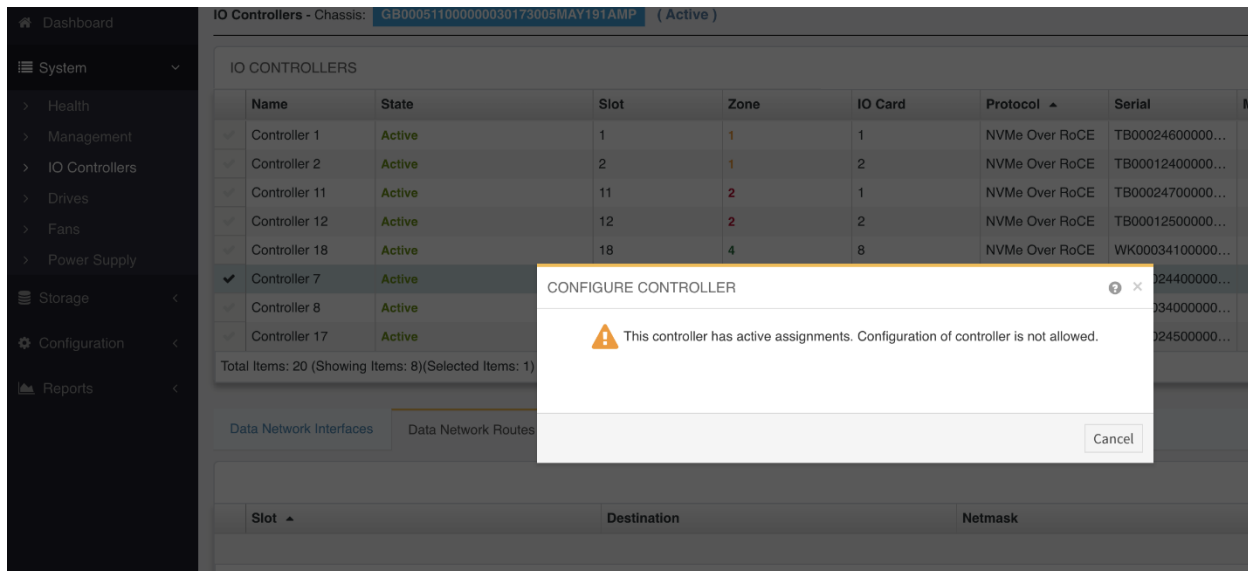 Dashboard
IO Controllers - Chassis: GB000511000000030173005MAY191AMP ( Active )
System
Health
Management
IO Controllers
Drives
Fans
Power Supply
Storage
Configuration
Reports
IO CONTROLLERS
Name State Slot Zone IO Card Protocol Serial
Controller 1 Active 1 1 1 NVMe Over RoCE TB00024600000...
Controller 2 Active 2 1 2 NVMe Over RoCE TB00012400000...
Controller 11 Active 11 2 1 NVMe Over RoCE TB00024700000...
Controller 12 Active 12 2 2 NVMe Over RoCE TB00012500000...
Controller 18 Active 18 4 8 NVMe Over RoCE WK00034100000...
Controller 7 Active
Controller 8 Active
Controller 17 Active
Total Items: 20 (Showing Items: 8)(Selected Items: 1)
CONFIGURE CONTROLLER
This controller has active assignments. Configuration of controller is not allowed.
Cancel
Data Network Interfaces Data Network Routes
Slot Destination Netmask